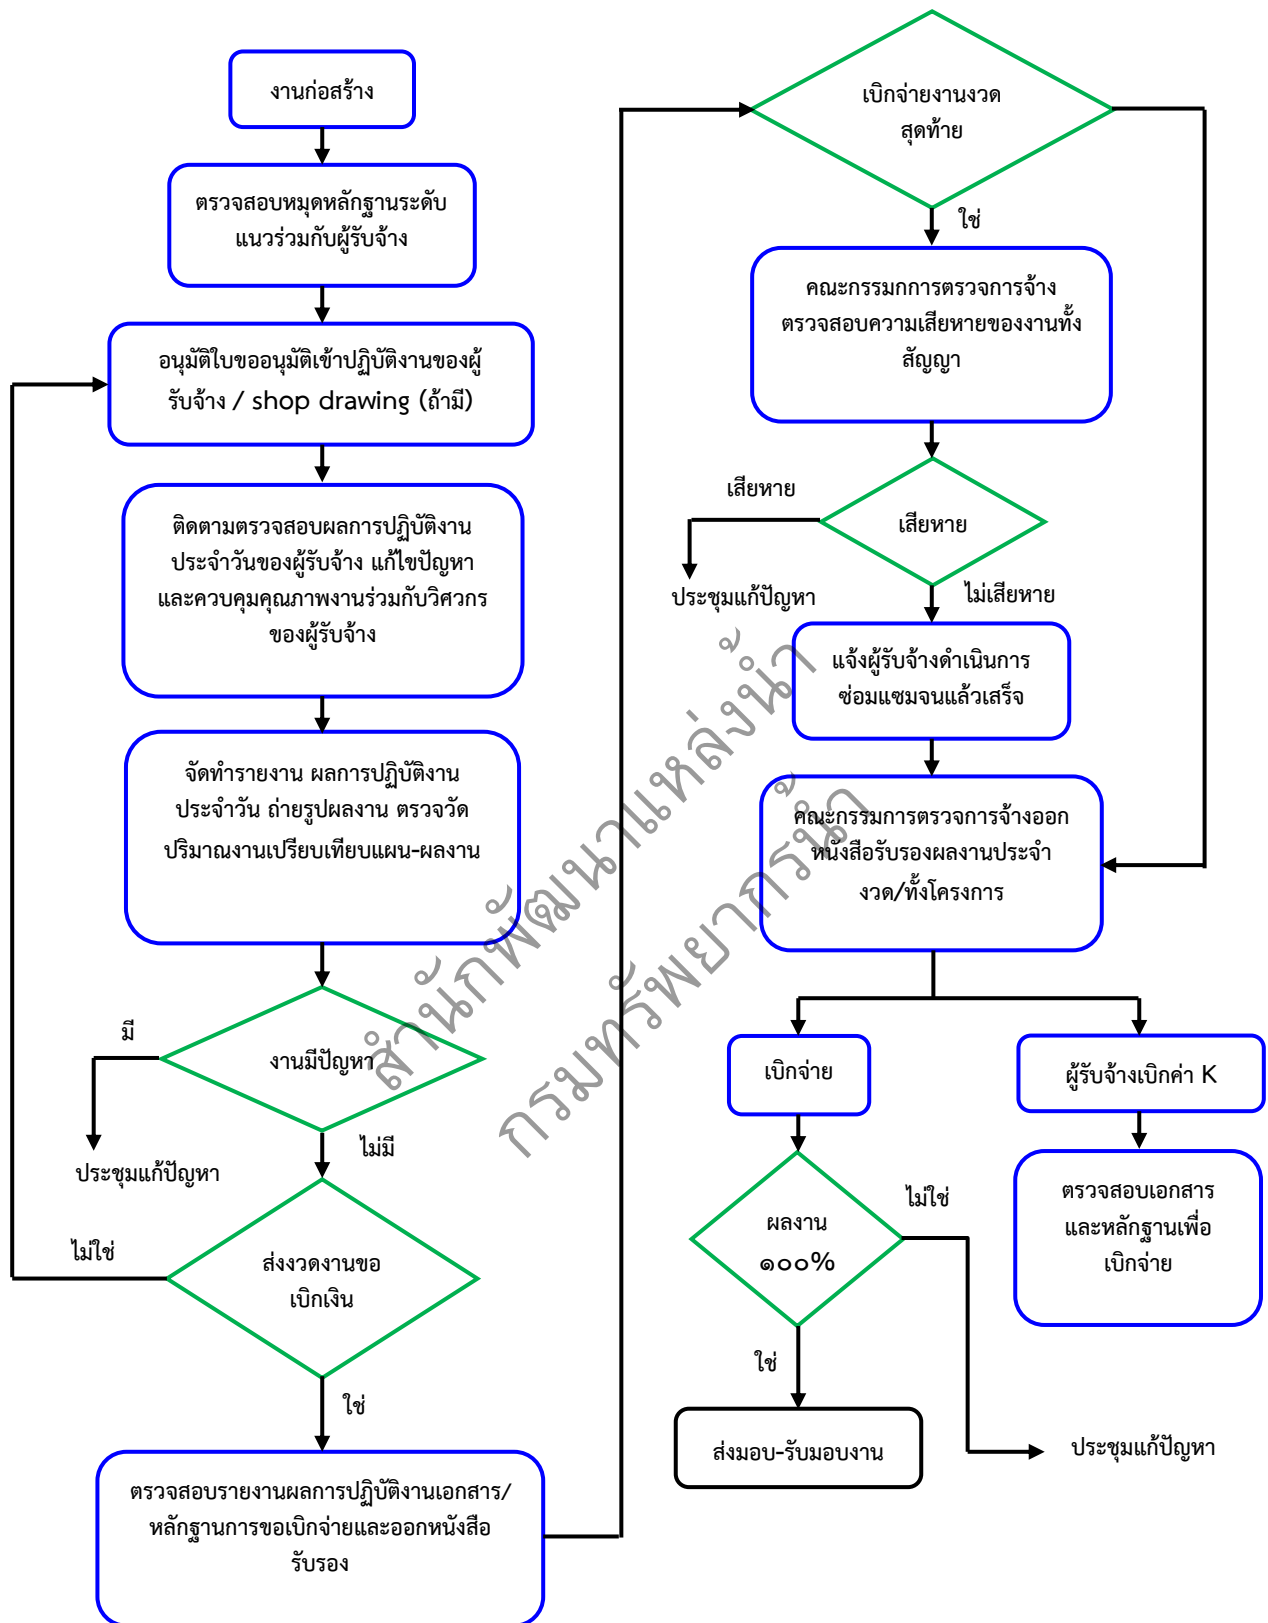 งานก่อสร้าง
ตรวจสอบหมุดหลักฐานระดับ
แนวร่วมกับผู้รับจ้าง
อนุมัติใบขออนุมัติเข้าปฏิบัติงานของผู้
รับจ้าง / shop drawing (ถ้ามี)
ติดตามตรวจสอบผลการปฏิบัติงาน
ประจำวันของผู้รับจ้าง แก้ไขปัญหา
และควบคุมคุณภาพงานร่วมกับวิศวกร
ของผู้รับจ้าง
จัดทำรายงาน ผลการปฏิบัติงาน
ประจำวัน ถ่ายรูปผลงาน ตรวจวัด
ปริมาณงานเปรียบเทียบแผน-ผลงาน
งานมีปัญหา
มี
ประชุมแก้ปัญหา
ไม่มี
ส่งงวดงานขอ
เบิกเงิน
ไม่ใช่
ใช่
ตรวจสอบรายงานผลการปฏิบัติงานเอกสาร/
หลักฐานการขอเบิกจ่ายและออกหนังสือ
รับรอง
เบิกจ่ายงานงวด
สุดท้าย
ใช่
คณะกรรมกการตรวจการจ้าง
ตรวจสอบความเสียหายของงานทั้ง
สัญญา
เสียหาย
เสียหาย
ประชุมแก้ปัญหา
ไม่เสียหาย
แจ้งผู้รับจ้างดำเนินการ
ซ่อมแซมจนแล้วเสร็จ
คณะกรรมการตรวจการจ้างออก
หนังสือรับรองผลงานประจำ
งวด/ทั้งโครงการ
เบิกจ่าย
ผู้รับจ้างเบิกค่า K
ผลงาน
๑๐๐%
ไม่ใช่
ตรวจสอบเอกสาร
และหลักฐานเพื่อ
เบิกจ่าย
ใช่
ส่งมอบ-รับมอบงาน
ประชุมแก้ปัญหา
สำนักพัฒนาแหล่งน้ำ
กรมทรัพยากรน้ำ